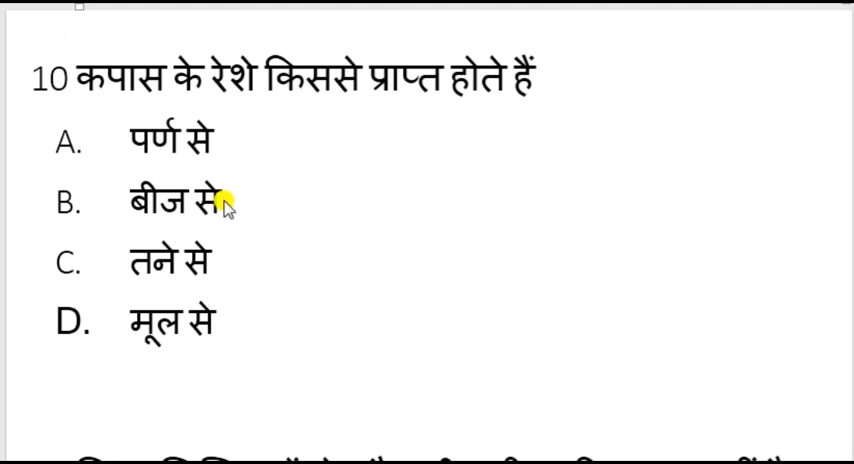 10 कपास के रेशे किससे प्राप्त होते हैं
A. पर्ण से
B. बीज से
C. तने से
D. मूल से